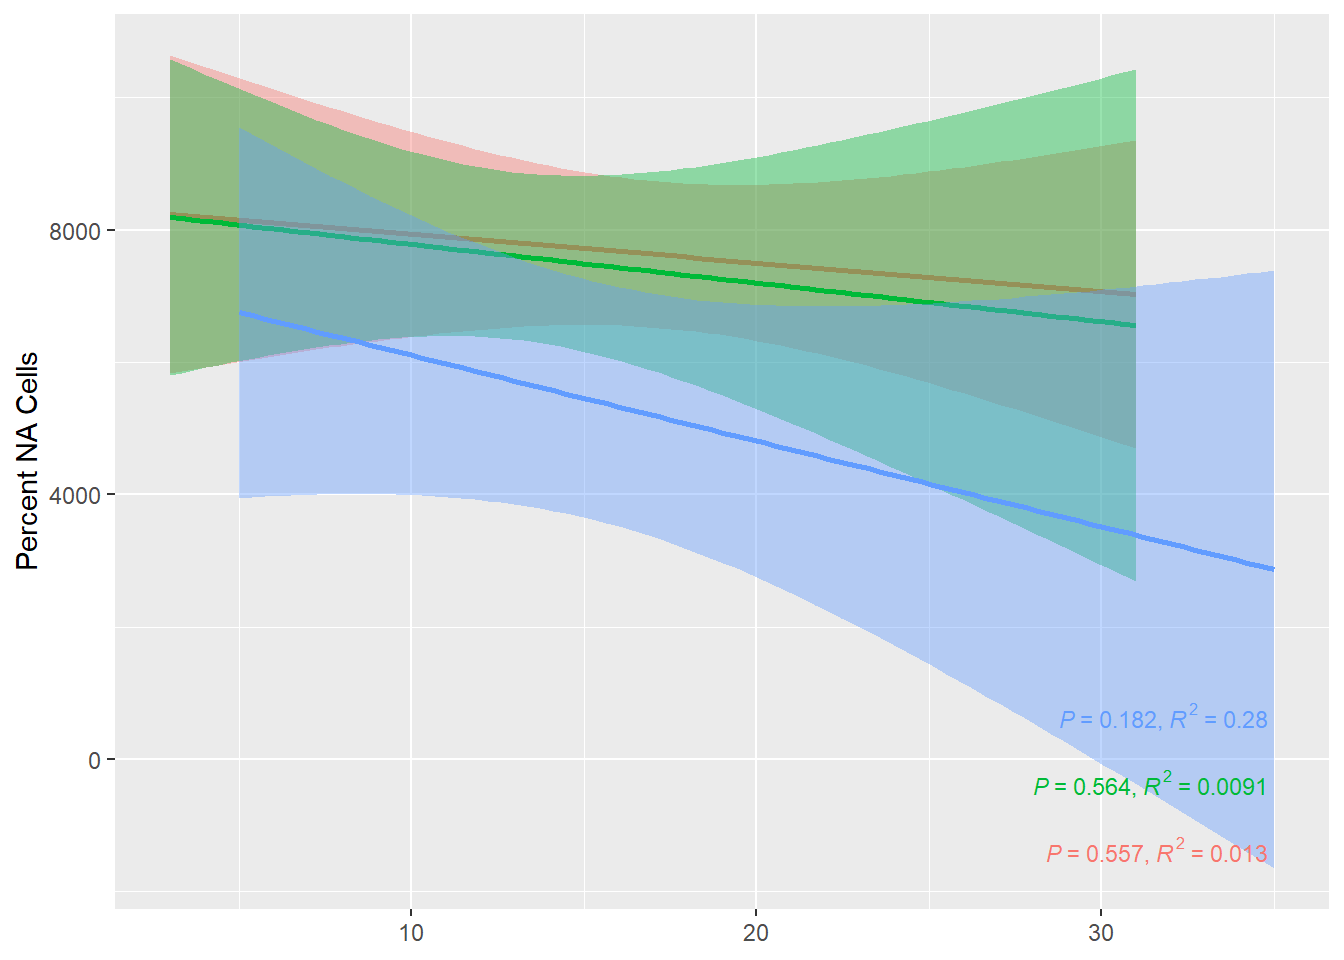 Percent NA Cells
8000
4000
0
P = 0.182, R² = 0.28
P = 0.564, R² = 0.0091
P = 0.557, R² = 0.013
10 20 30